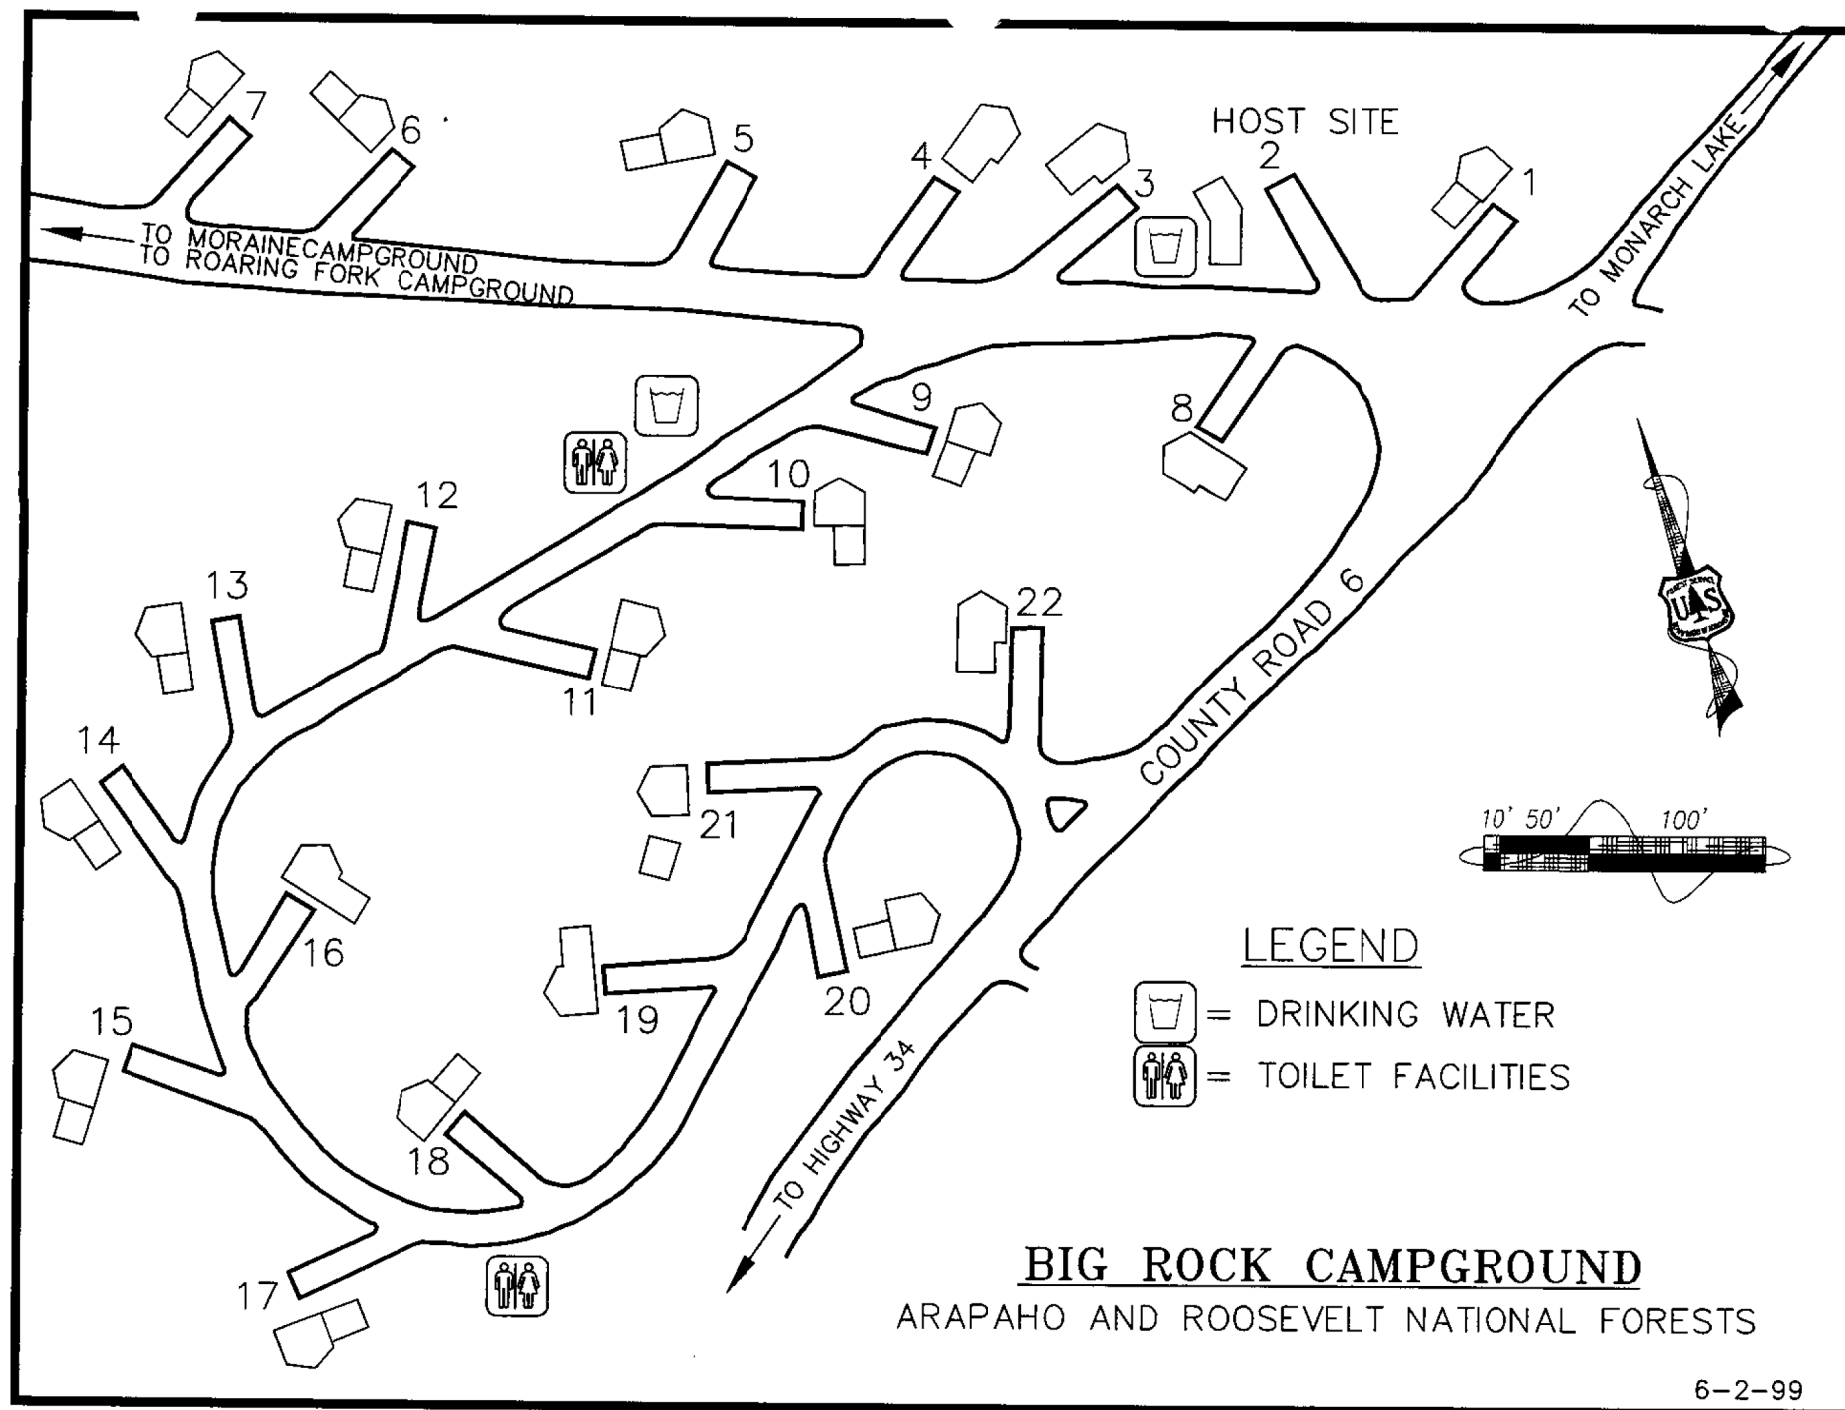 HOST SITE
7
6
5
4
3
2
1
TO MONARCH LAKE
TO MORAINECAMPGROUND
TO ROARING FORK CAMPGROUND
9
8
10
12
13
11
22
COUNTY ROAD 6
UAS
14
21
10' 50' 100'
16
15
19
20
18
17
TO HIGHWAY 34
LEGEND
= DRINKING WATER
= TOILET FACILITIES
BIG ROCK CAMPGROUND
ARAPAHO AND ROOSEVELT NATIONAL FORESTS
6-2-99